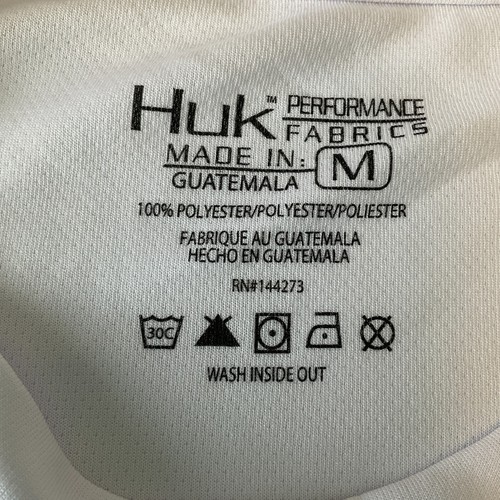 Huk™ PERFORMANCE
FABRICS
MADE IN: M
GUATEMALA
100% POLYESTER/POLYESTER/POLIESTER
FABRIQUE AU GUATEMALA
HECHO EN GUATEMALA
RN#144273
30C
WASH INSIDE OUT